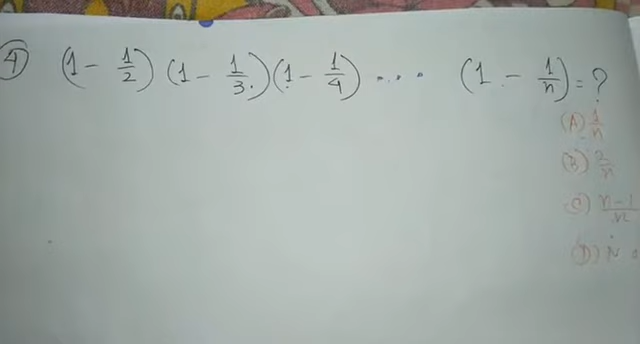 4 (1 - 1/2) (1 - 1/3) (1 - 1/4) .... (1 - 1/n) = ?
(A) 1/n
(B) 2/n
(C) n-1/n
(D) N